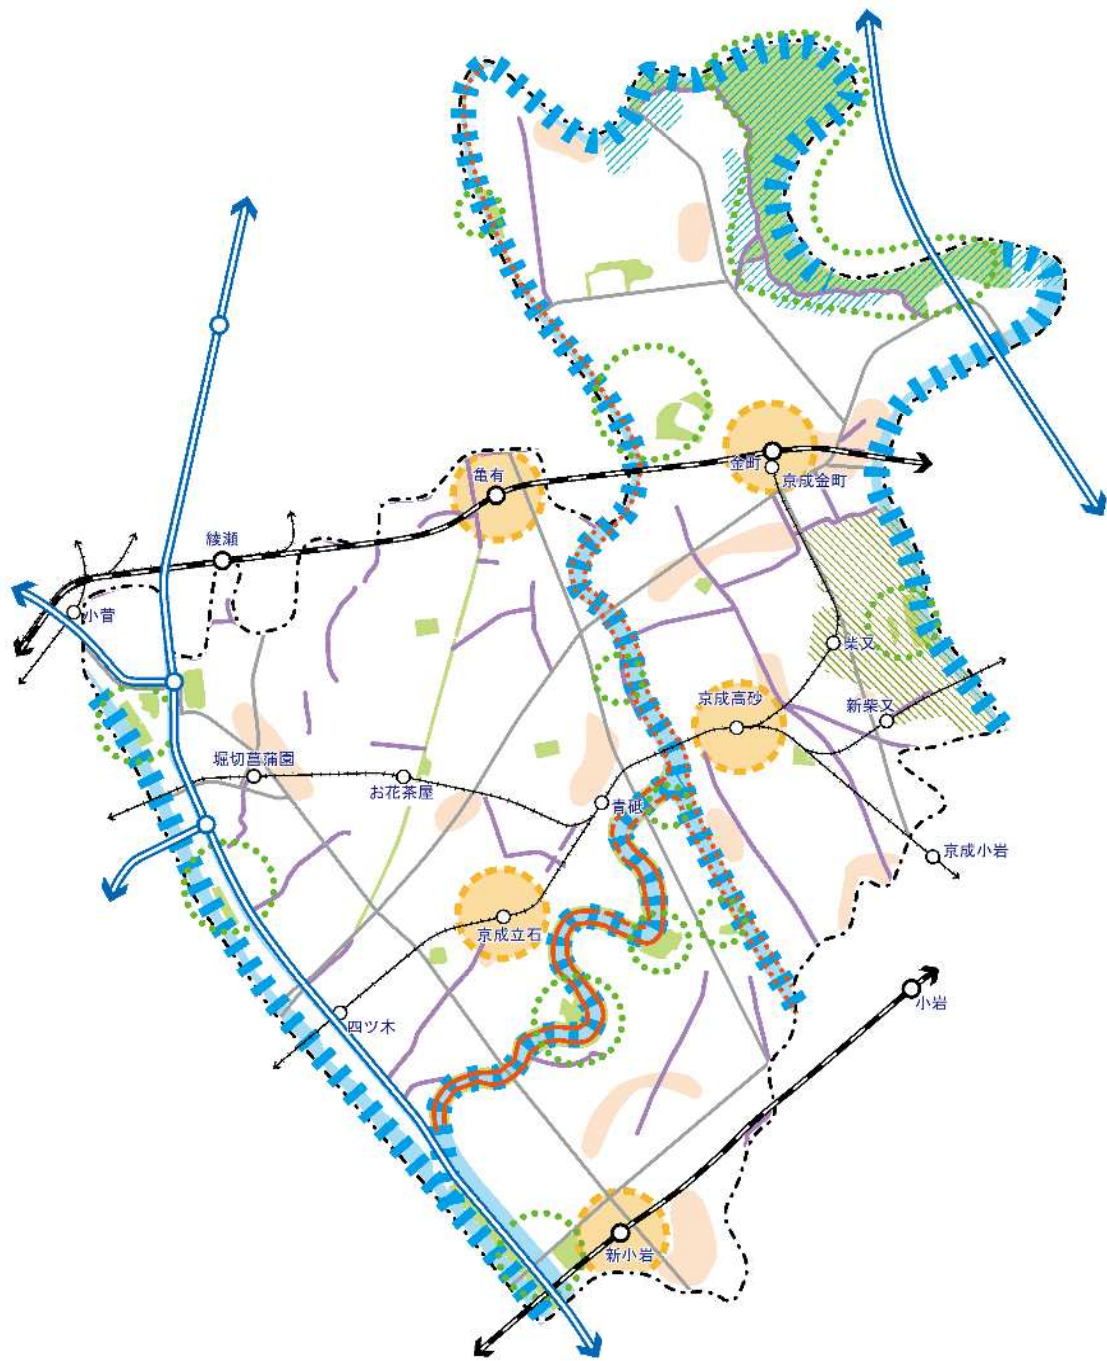 亀有
金町
京成金町
綾瀬
小菅
柴又
京成高砂
新柴又
堀切菖蒲園
お花茶屋
青砥
京成小岩
京成立石
小岩
四ツ木
新小岩